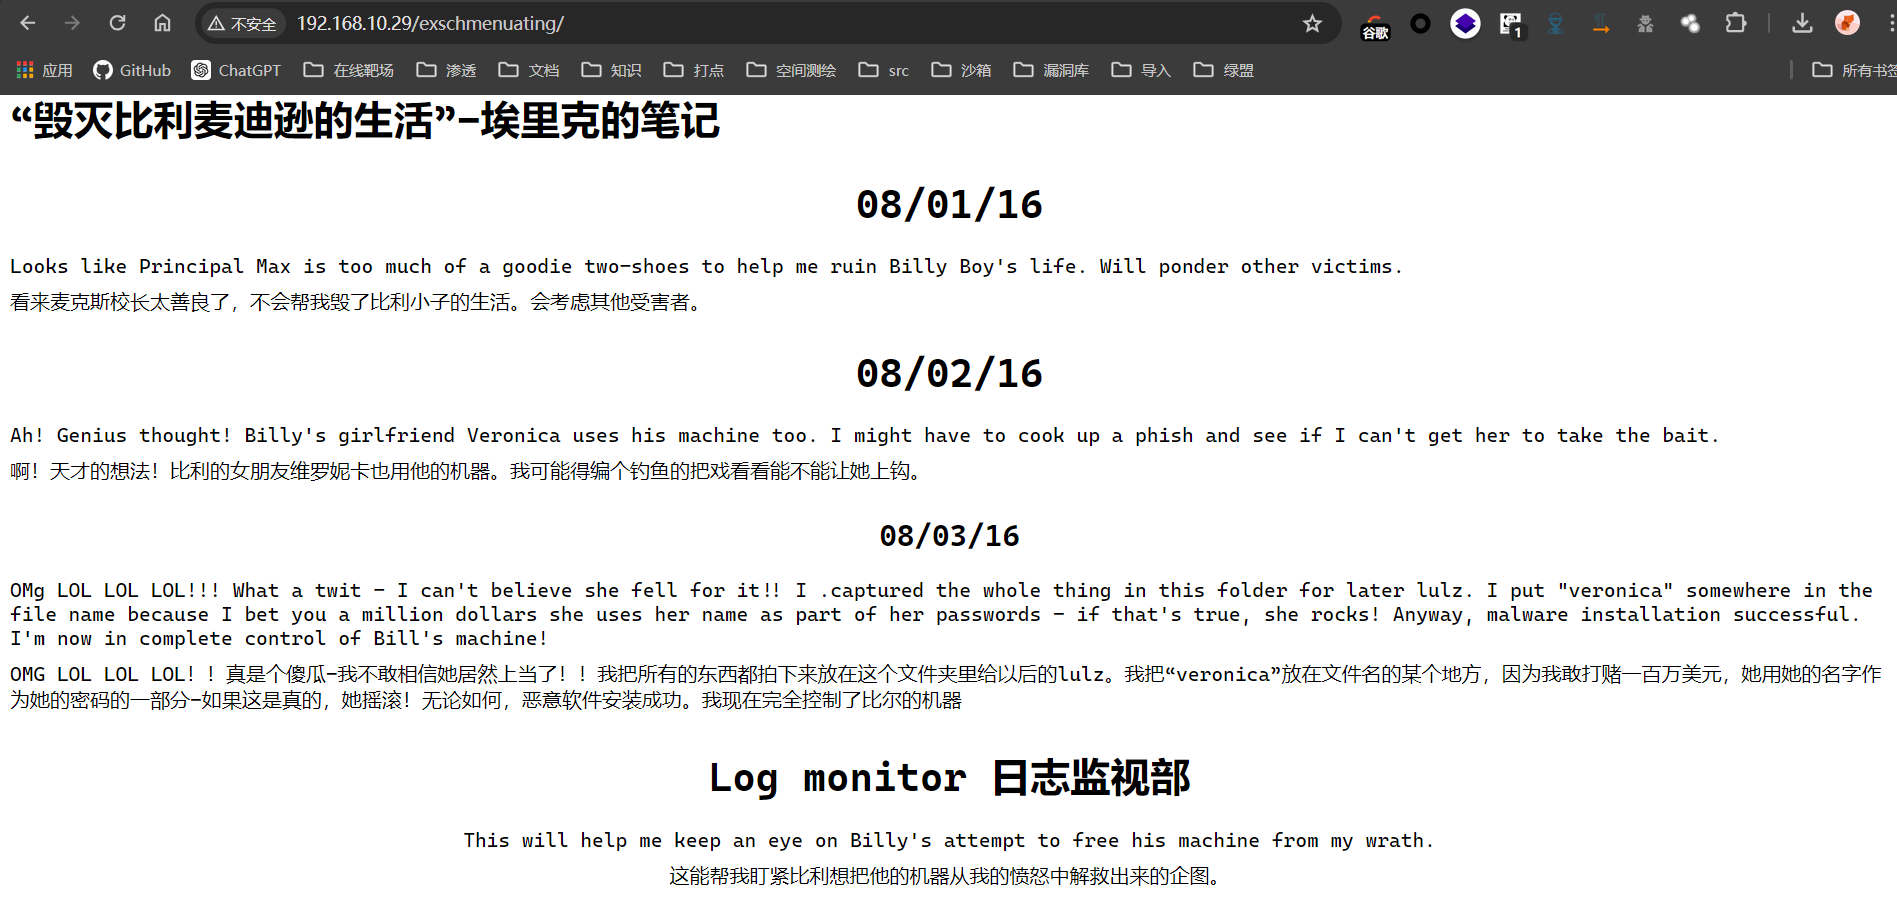 不安全 192.168.10.29/exschmenuating/
谷歌 1
应用 GitHub ChatGPT 在线靶场 渗透 文档 知识 打点 空间测绘 src 沙箱 漏洞库 导入 绿盟 所有书签
“毁灭比利麦迪逊的生活”-埃里克的笔记
08/01/16
Looks like Principal Max is too much of a goodie two-shoes to help me ruin Billy Boy's life. Will ponder other victims.
看来麦克斯校长太善良了，不会帮我毁了比利小子的生活。会考虑其他受害者。
08/02/16
Ah! Genius thought! Billy's girlfriend Veronica uses his machine too. I might have to cook up a phish and see if I can't get her to take the bait.
啊！天才的想法！比利的女朋友维罗妮卡也用他的机器。我可能得编个钓鱼的把戏看看能不能让她上钩。
08/03/16
OMg LOL LOL LOL!!! What a twit - I can't believe she fell for it!! I .captured the whole thing in this folder for later lulz. I put "veronica" somewhere in the
file name because I bet you a million dollars she uses her name as part of her passwords - if that's true, she rocks! Anyway, malware installation successful.
I'm now in complete control of Bill's machine!
OMG LOL LOL LOL！！真是个傻瓜-我不敢相信她居然上当了！！我把所有的东西都拍下来放在这个文件夹里给以后的lulz。我把“veronica”放在文件名的某个地方，因为我敢打赌一百万美元，她用她的名字作
为她的密码的一部分-如果这是真的，她摇滚！无论如何，恶意软件安装成功。我现在完全控制了比尔的机器
Log monitor 日志监视部
This will help me keep an eye on Billy's attempt to free his machine from my wrath.
这能帮我盯紧比利想把他的机器从我的愤怒中解救出来的企图。